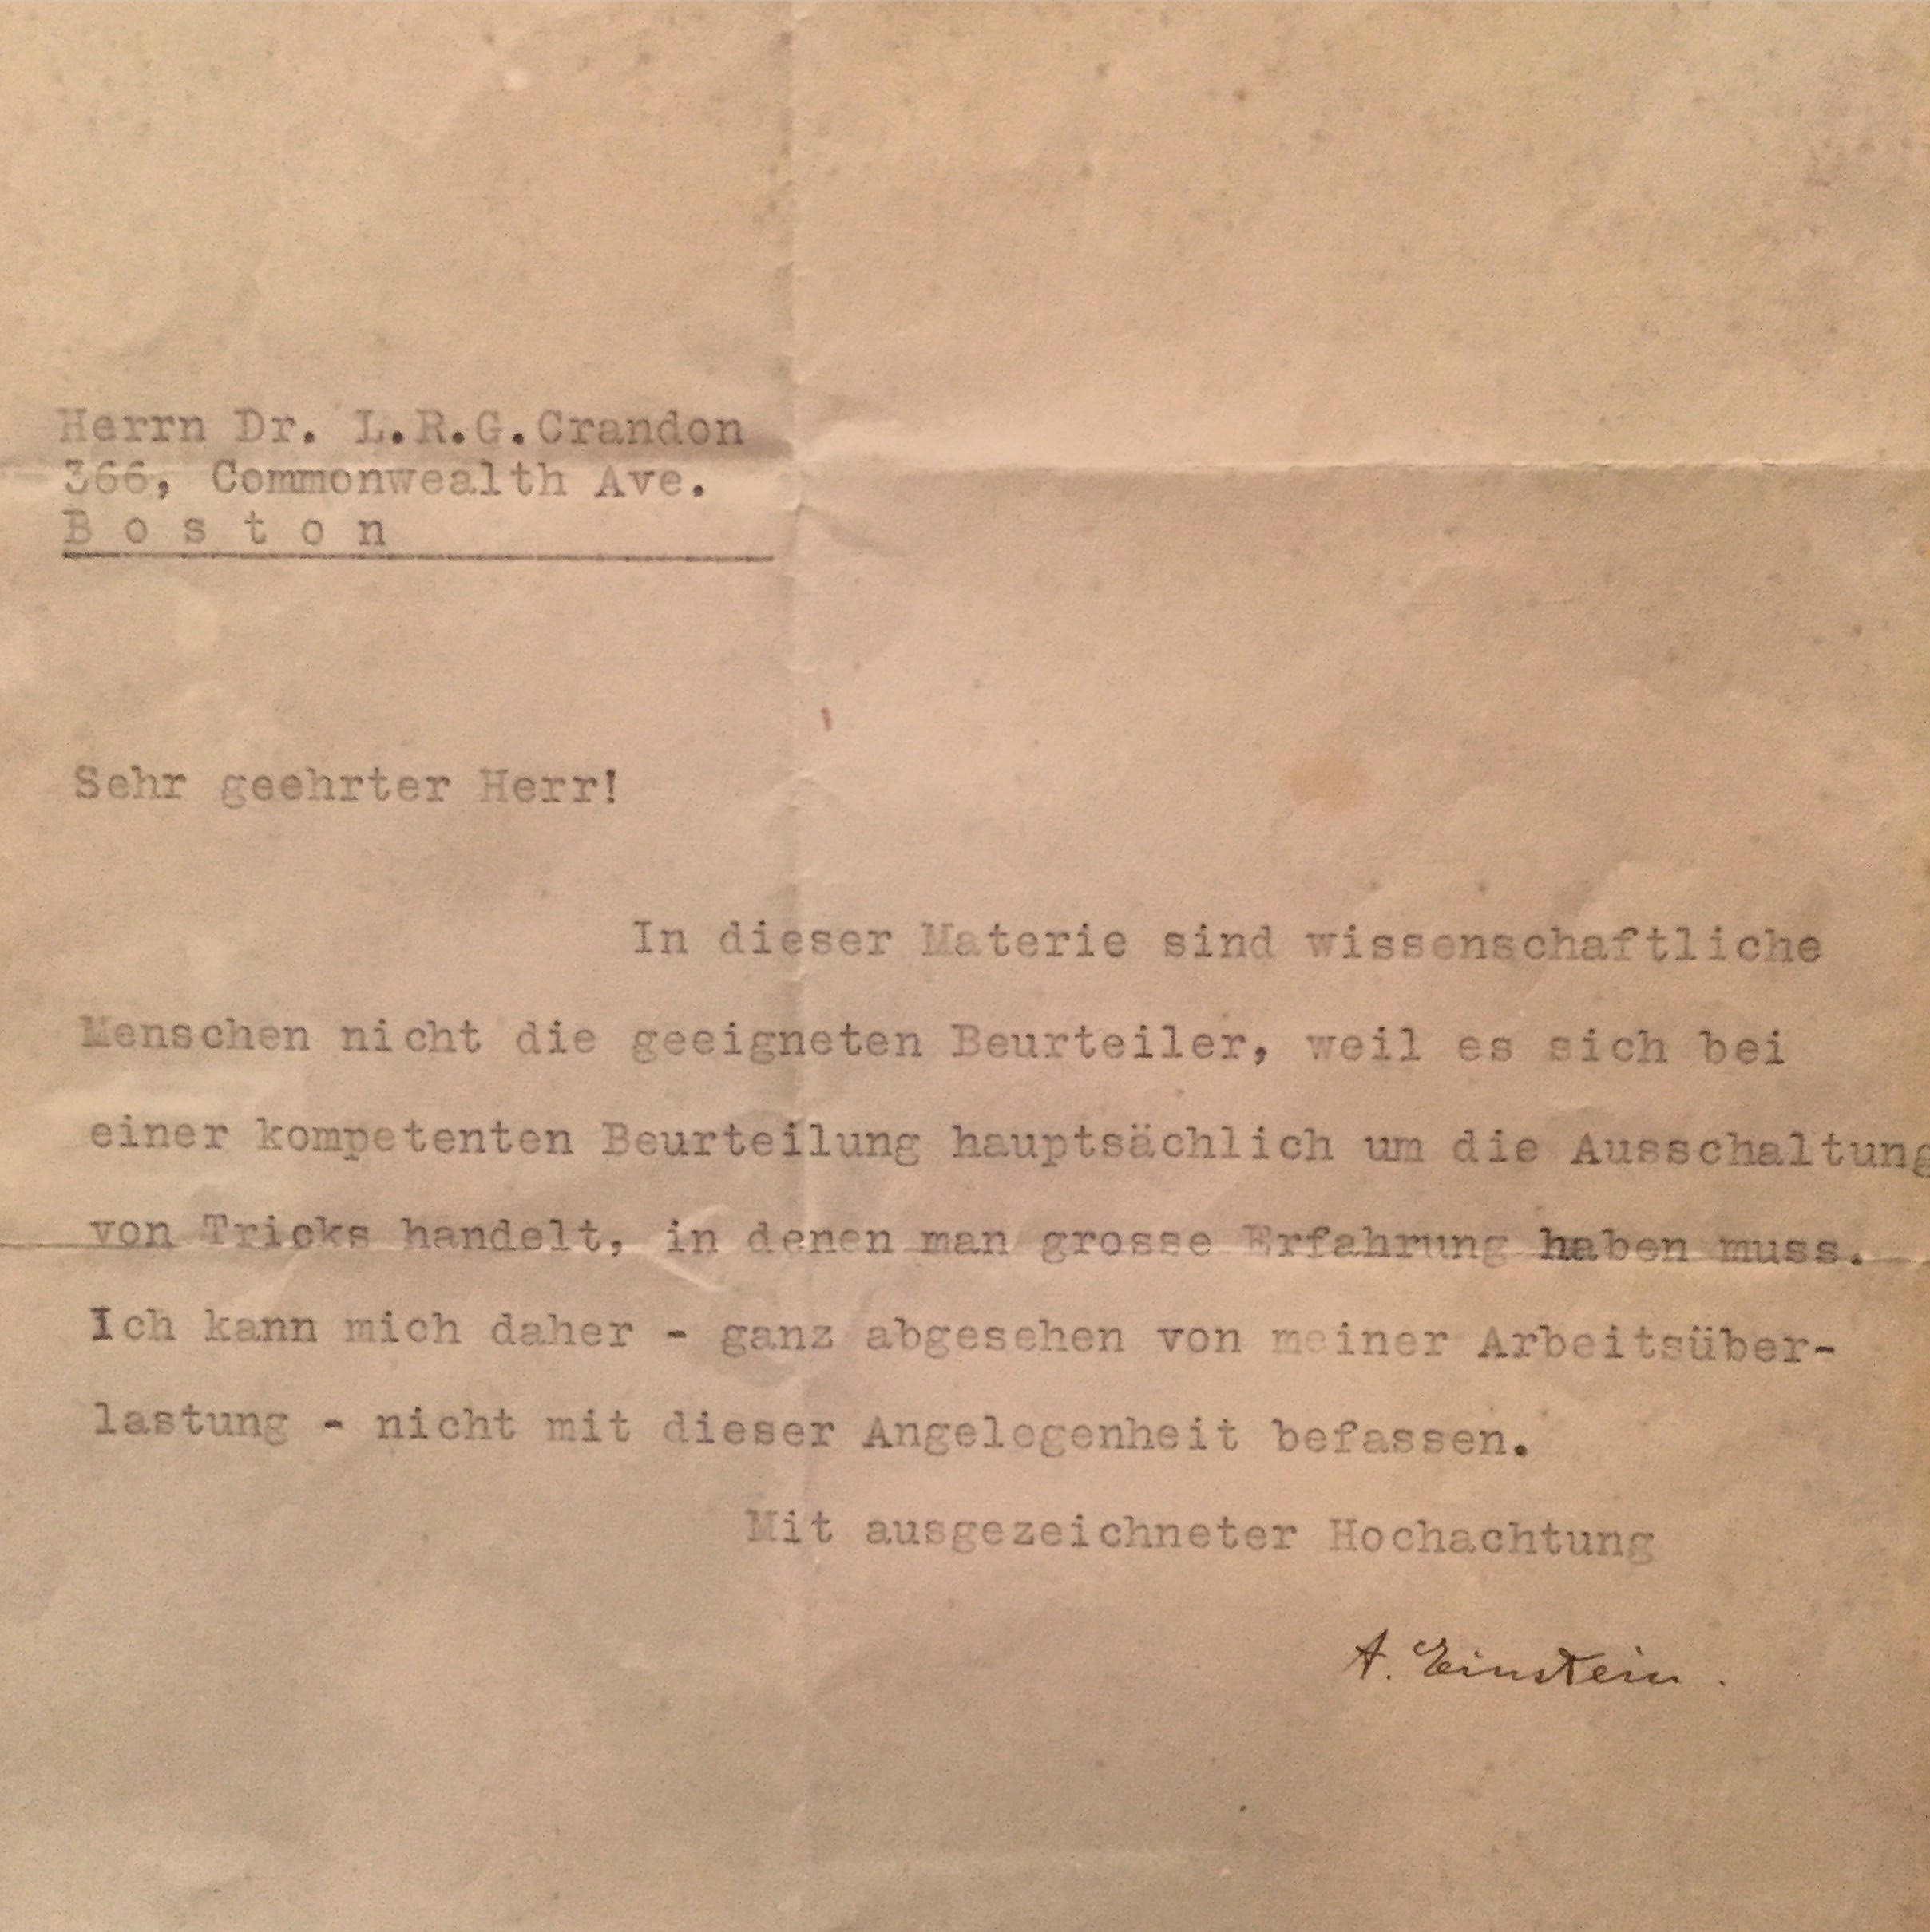 Herrn Dr. L.R.G.Crandon
366, Commonwealth Ave.
B o s t o n
Sehr geehrter Herr!
In dieser Materie sind wissenschaftliche
Menschen nicht die geeigneten Beurteiler, weil es sich bei
einer kompetenten Beurteilung hauptsächlich um die Ausschaltung
von Tricks handelt, in denen man grosse Erfahrung haben muss.
Ich kann mich daher - ganz abgesehen von meiner Arbeitsüber-
lastung - nicht mit dieser Angelegenheit befassen.
Mit ausgezeichneter Hochachtung
A. Einstein.